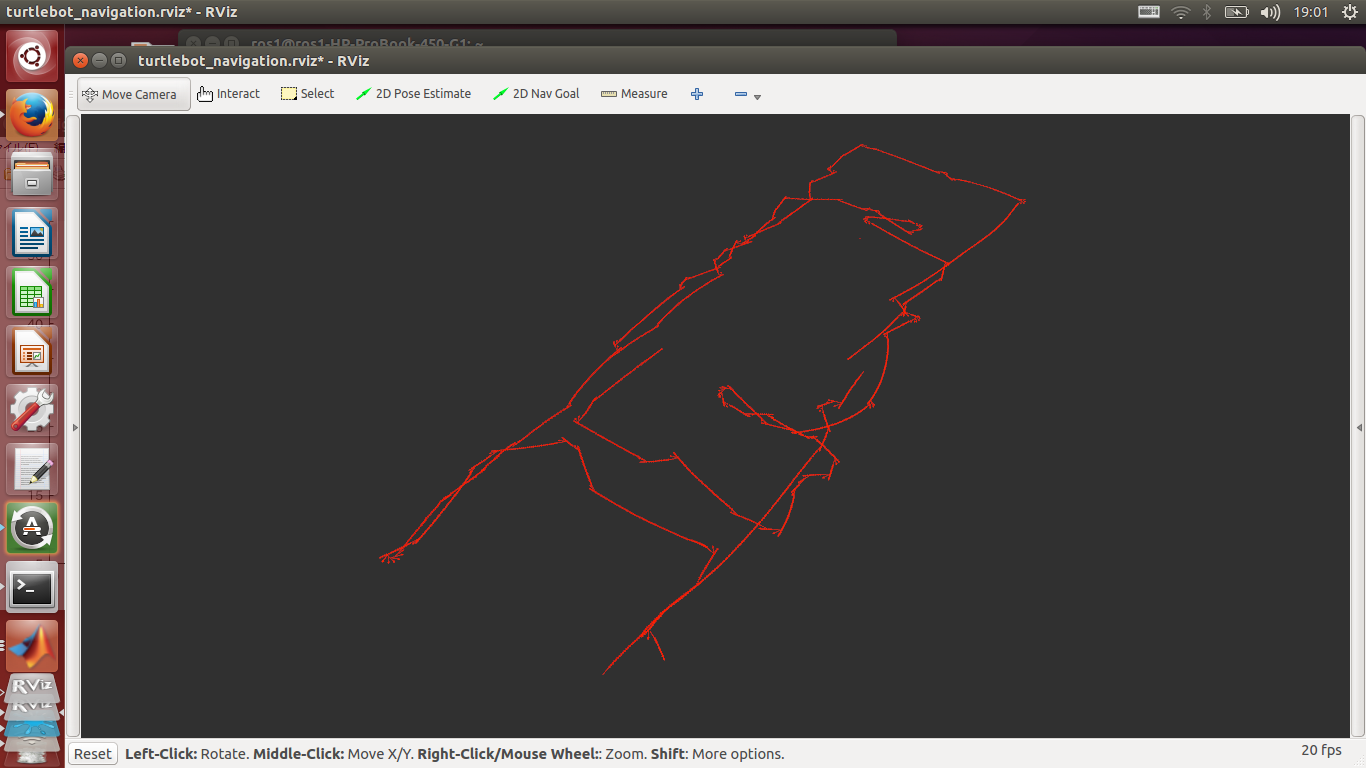 turtlebot_navigation.rviz* - RViz
19:01
ros1@ros1-HP-ProBook-450-G1: ~
turtlebot_navigation.rviz* - RViz
Move Camera
Interact
Select
2D Pose Estimate
2D Nav Goal
Measure
RViz
RViz
Reset
Left-Click: Rotate. Middle-Click: Move X/Y. Right-Click/Mouse Wheel:: Zoom. Shift: More options.
20 fps